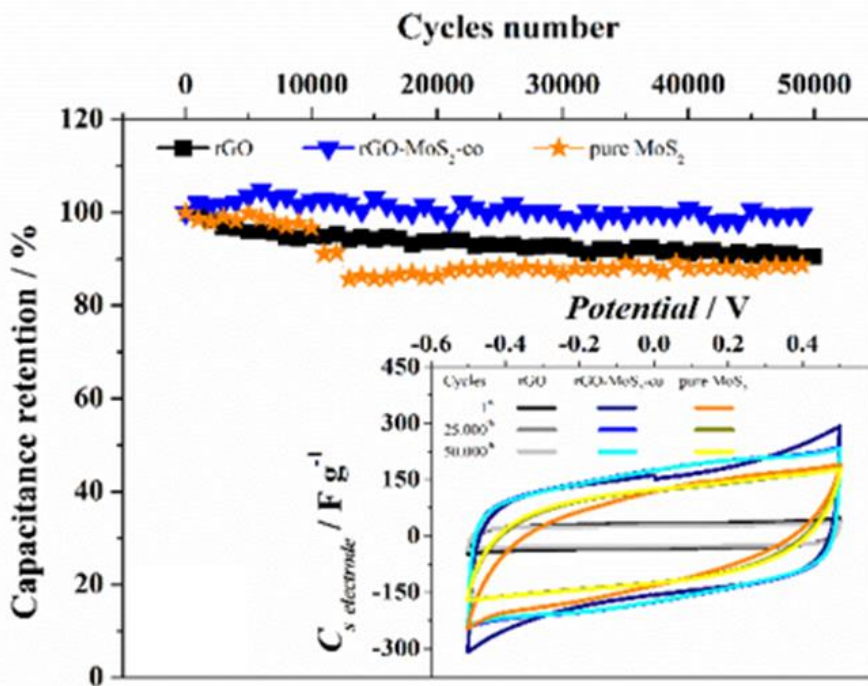 Cycles number
0 10000 20000 30000 40000 50000
120
rGO rGO-MoS₂-co pure MoS₂
100
80
60
40
20
0
Capacitance retention / %
Potential / V
-0.6 -0.4 -0.2 0.0 0.2 0.4
450
300
150
0
-150
-300
C s electrode / F g⁻¹
Cycles rGO rGO-MoS₂-co pure MoS₂
1ˢᵗ
25.000ᵗʰ
50.000ᵗʰ